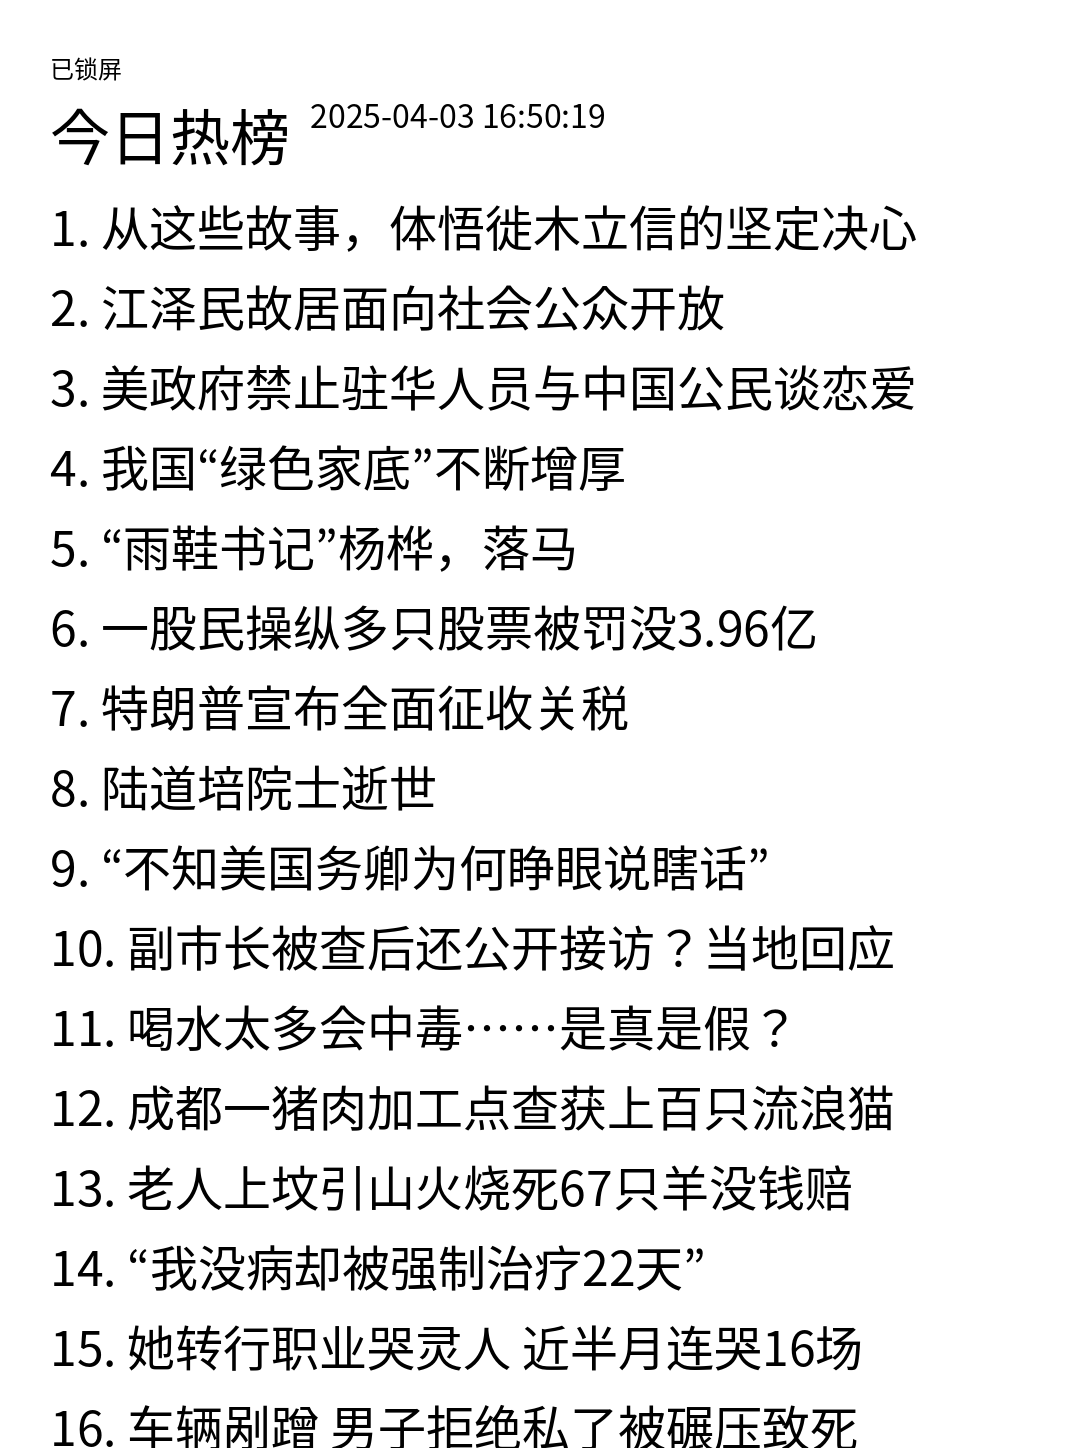 已锁屏
今日热榜 2025-04-03 16:50:19
1. 从这些故事，体悟徙木立信的坚定决心
2. 江泽民故居面向社会公众开放
3. 美政府禁止驻华人员与中国公民谈恋爱
4. 我国“绿色家底”不断增厚
5. “雨鞋书记”杨桦，落马
6. 一股民操纵多只股票被罚没3.96亿
7. 特朗普宣布全面征收关税
8. 陆道培院士逝世
9. “不知美国务卿为何睁眼说瞎话”
10. 副市长被查后还公开接访？当地回应
11. 喝水太多会中毒……是真是假？
12. 成都一猪肉加工点查获上百只流浪猫
13. 老人上坟引山火烧死67只羊没钱赔
14. “我没病却被强制治疗22天”
15. 她转行职业哭灵人 近半月连哭16场
16. 车辆剐蹭 男子拒绝私了被碾压致死